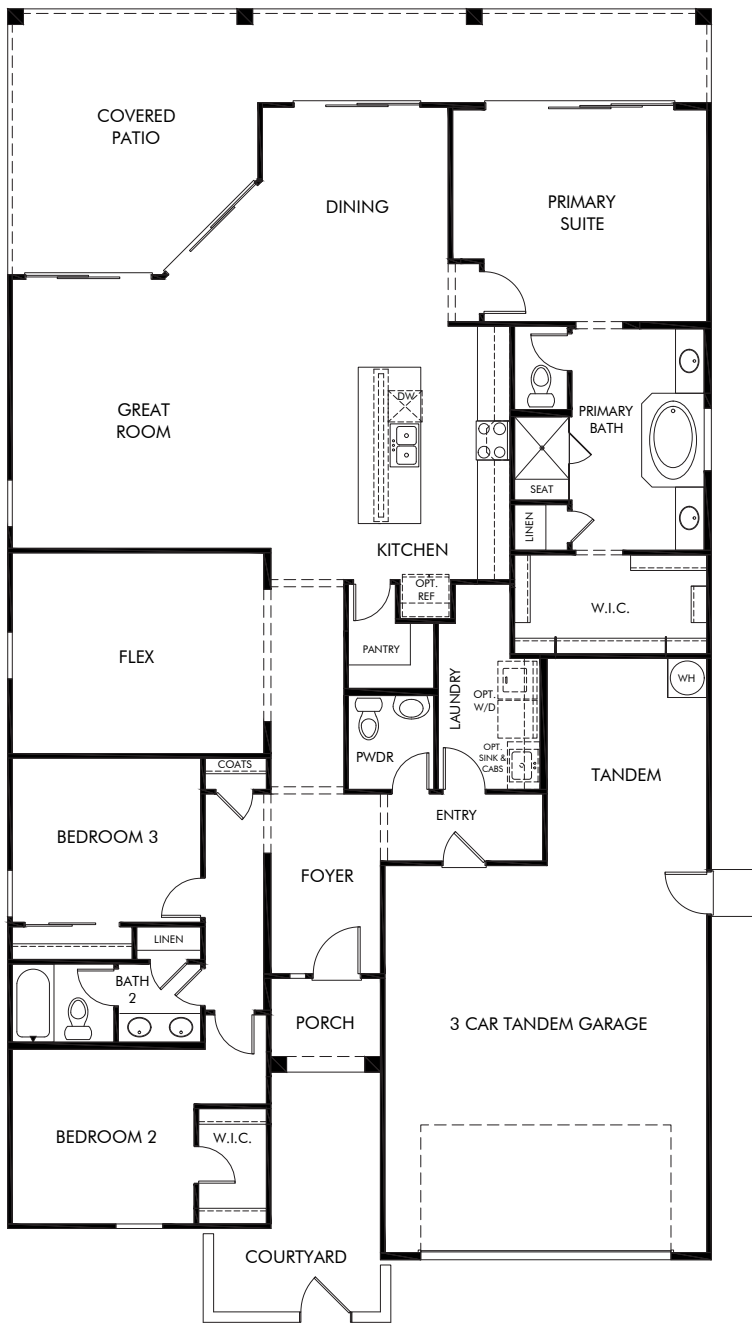 COVERED
PATIO
DINING
PRIMARY
SUITE
GREAT
ROOM
DW
PRIMARY
BATH
SEAT
LINEN
KITCHEN
OPT.
REF
W.I.C.
FLEX
PANTRY
LAUNDRY
OPT.
W/D
WH
PWDR
OPT.
SINK &
CABS
COATS
TANDEM
ENTRY
BEDROOM 3
FOYER
LINEN
BATH
2
PORCH
3 CAR TANDEM GARAGE
BEDROOM 2
W.I.C.
COURTYARD